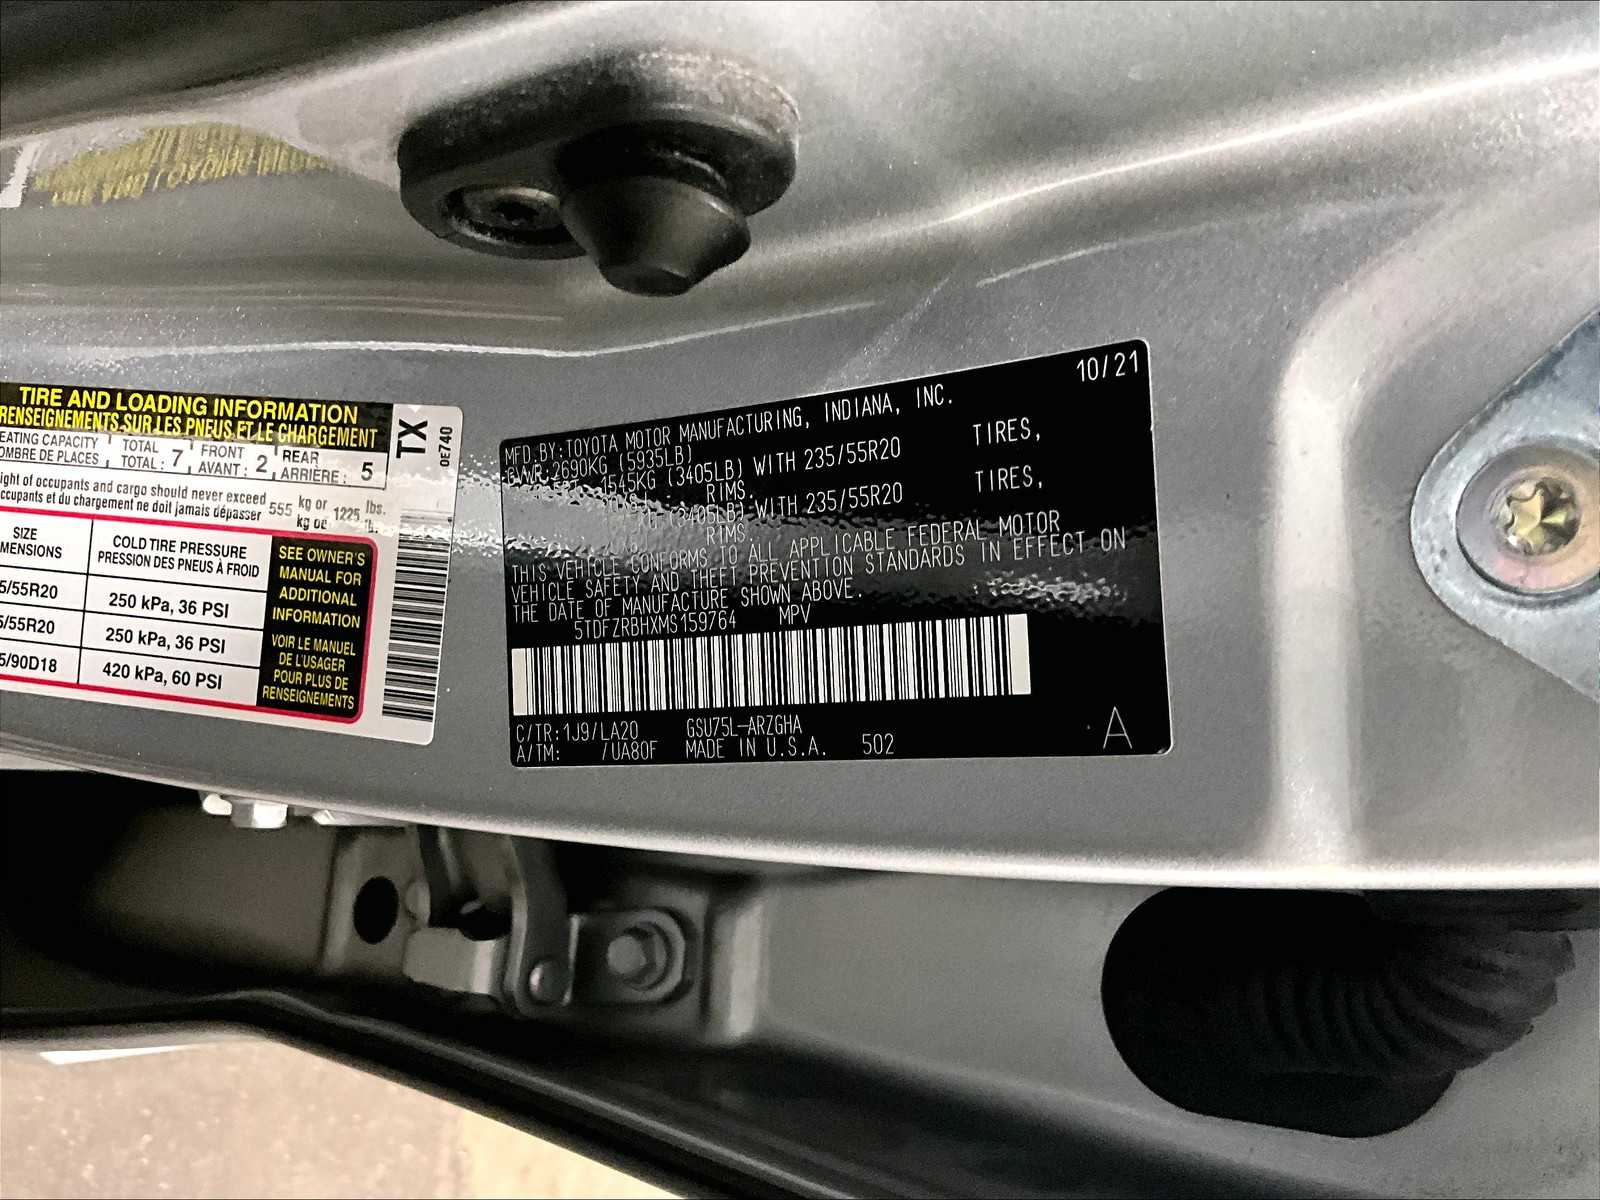 TIRE AND LOADING INFORMATION
RENSEIGNEMENTS SUR LES PNEUS ET LE CHARGEMENT
EATING CAPACITY TOTAL FRONT REAR
OMBRE DE PLACES TOTAL : 7 AVANT : 2 ARRIÈRE : 5
ight of occupants and cargo should never exceed 555 kg or 1225 lbs.
ccupants et du chargement ne doit jamais dépasser kg ou
SIZE COLD TIRE PRESSURE
MENSIONS PRESSION DES PNEUS À FROID
5/55R20 250 kPa, 36 PSI
5/55R20 250 kPa, 36 PSI
5/90D18 420 kPa, 60 PSI
SEE OWNER'S
MANUAL FOR
ADDITIONAL
INFORMATION
VOIR LE MANUEL
DE L'USAGER
POUR PLUS DE
RENSEIGNEMENTS
TX
0E740
10/21
MFD.BY:TOYOTA MOTOR MANUFACTURING, INDIANA, INC.
GVWR:2690KG (5935LB)
1545KG (3405LB) WITH 235/55R20 TIRES,
RIMS.
(3405LB) WITH 235/55R20 TIRES,
RIMS.
THIS VEHICLE CONFORMS TO ALL APPLICABLE FEDERAL MOTOR
VEHICLE SAFETY AND THEFT PREVENTION STANDARDS IN EFFECT ON
THE DATE OF MANUFACTURE SHOWN ABOVE.
5TDFZRBHXMS159764 MPV
C/TR:1J9/LA20 GSU75L-ARZGHA
A/TM: /UA80F MADE IN U.S.A. 502 A